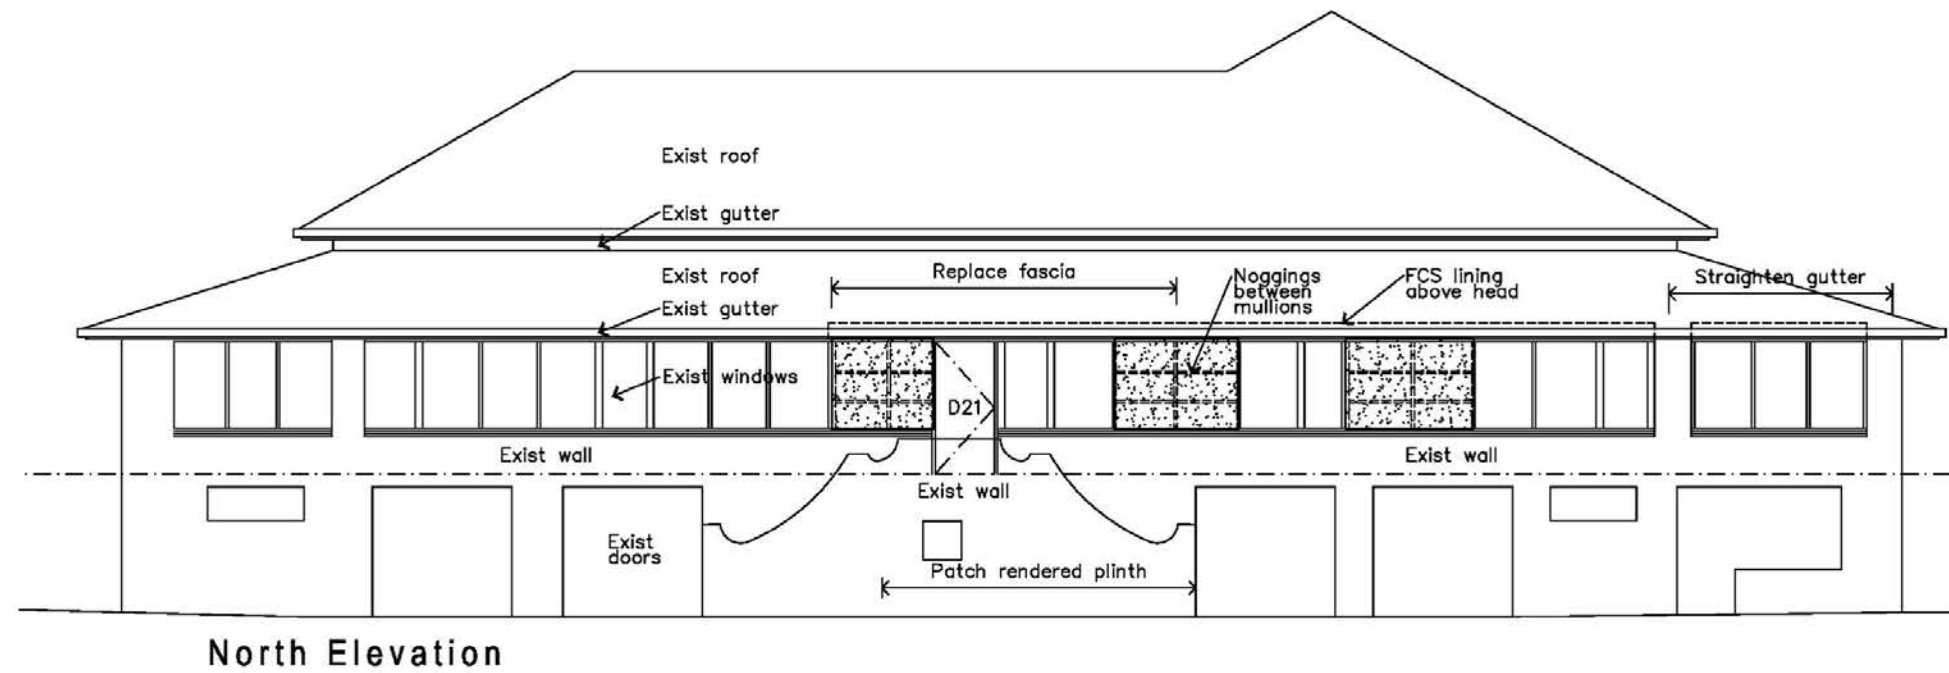 Exist roof
Exist gutter
Exist roof
Replace fascia
Noggings
between
mullions
FCS lining
above head
Straighten gutter
Exist gutter
Exist windows
D21
Exist wall
Exist wall
Exist wall
Exist
doors
Patch rendered plinth
North Elevation